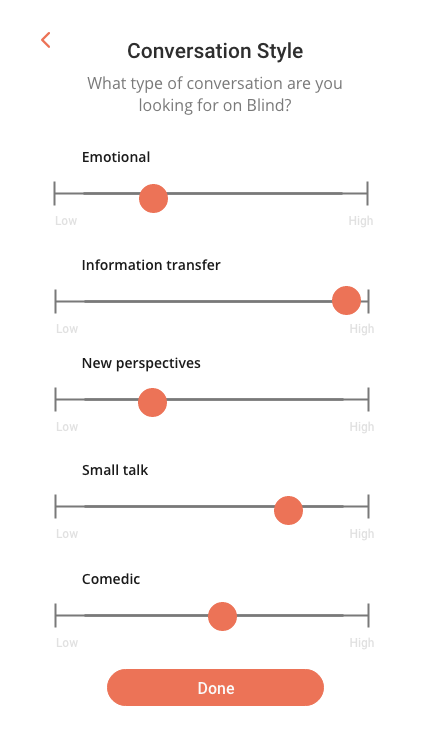 Conversation Style
What type of conversation are you
looking for on Blind?
Emotional
Low High
Information transfer
Low High
New perspectives
Low High
Small talk
Low High
Comedic
Low High
Done